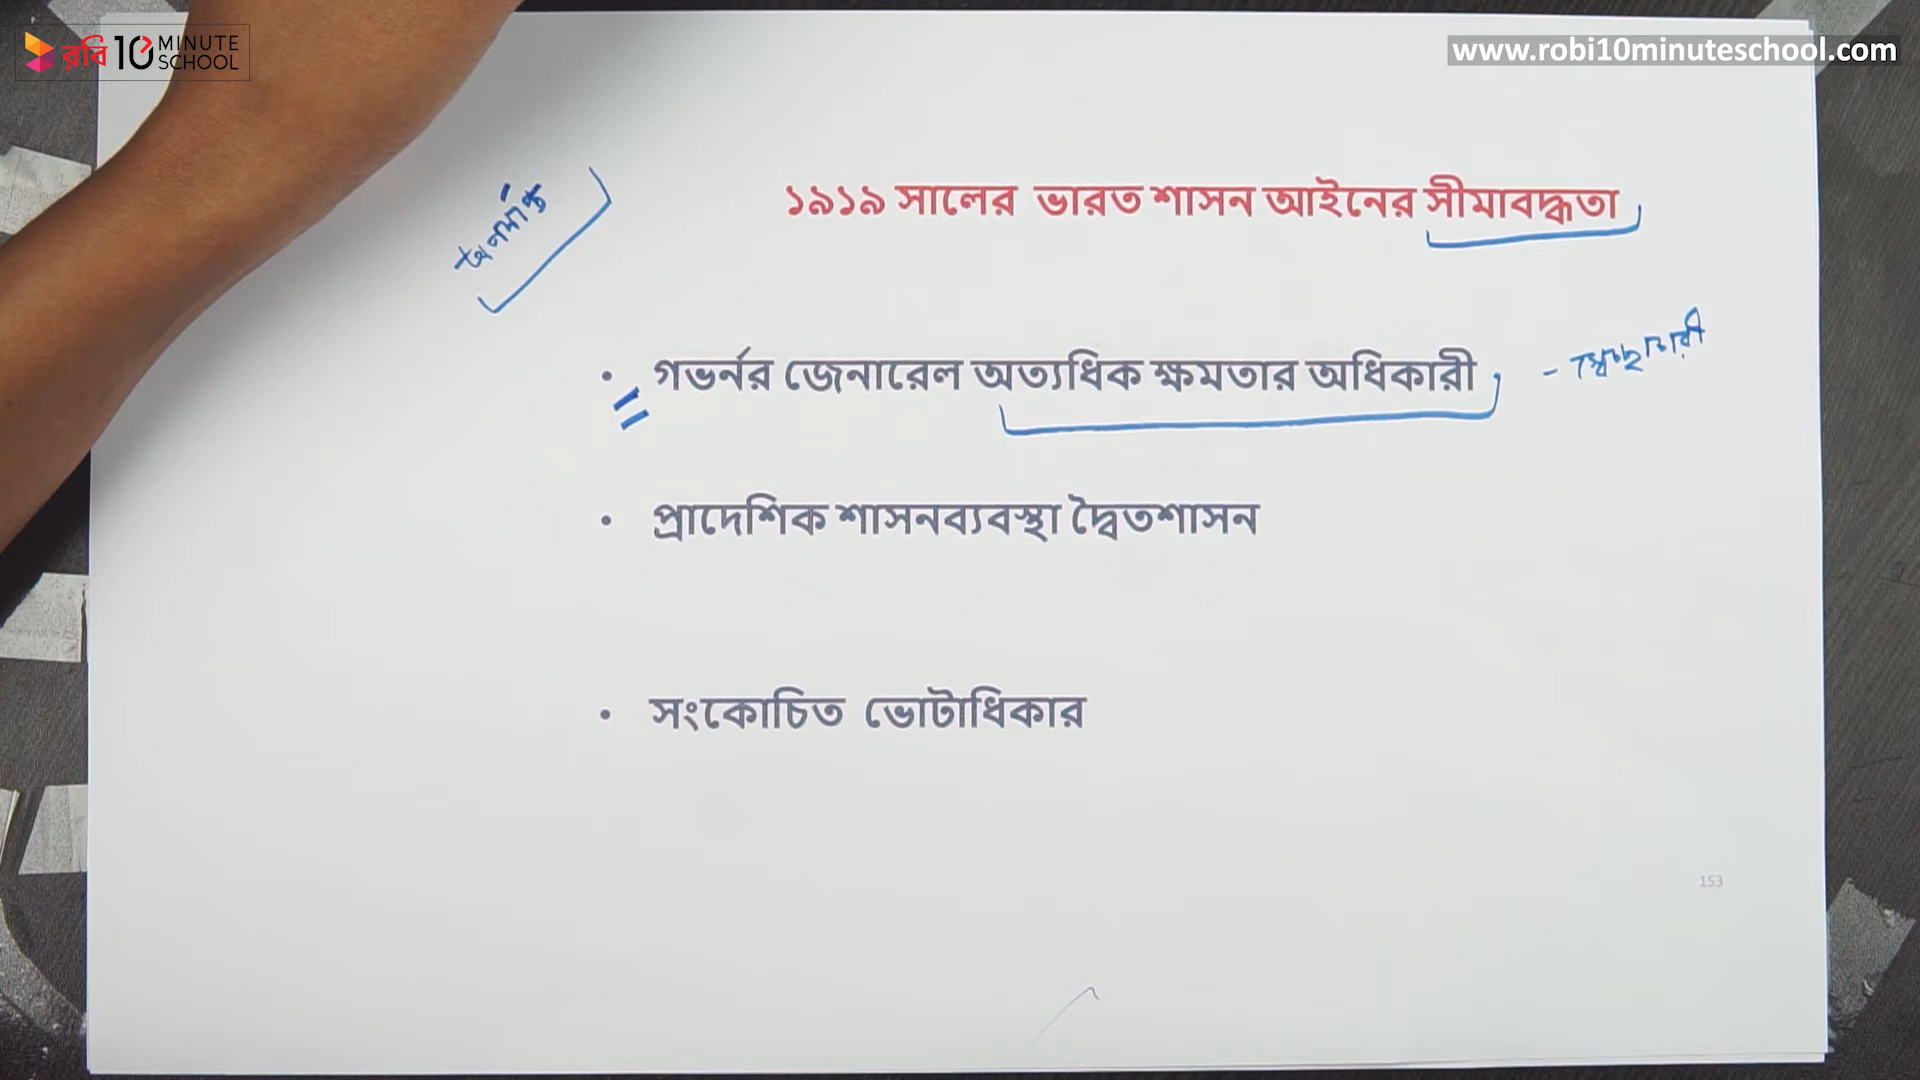 রবি 10 MINUTE SCHOOL
www.robi10minuteschool.com
১৯১৯ সালের ভারত শাসন আইনের সীমাবদ্ধতা
• গভর্নর জেনারেল অত্যধিক ক্ষমতার অধিকারী - স্বেচ্ছাচারী
• প্রাদেশিক শাসনব্যবস্থা দ্বৈতশাসন
• সংকোচিত ভোটাধিকার
153